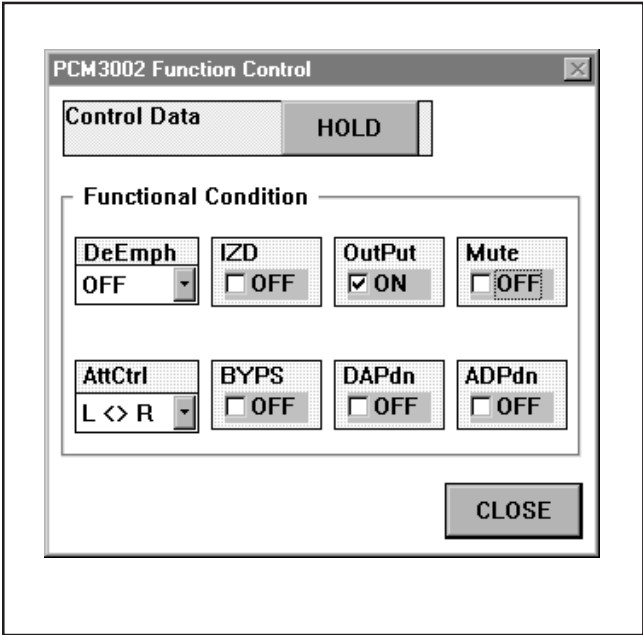 PCM3002 Function Control
Control Data HOLD
Functional Condition
DeEmph IZD OutPut Mute
OFF OFF ON OFF
AttCtrl BYPS DAPdn ADPdn
L <> R OFF OFF OFF
CLOSE